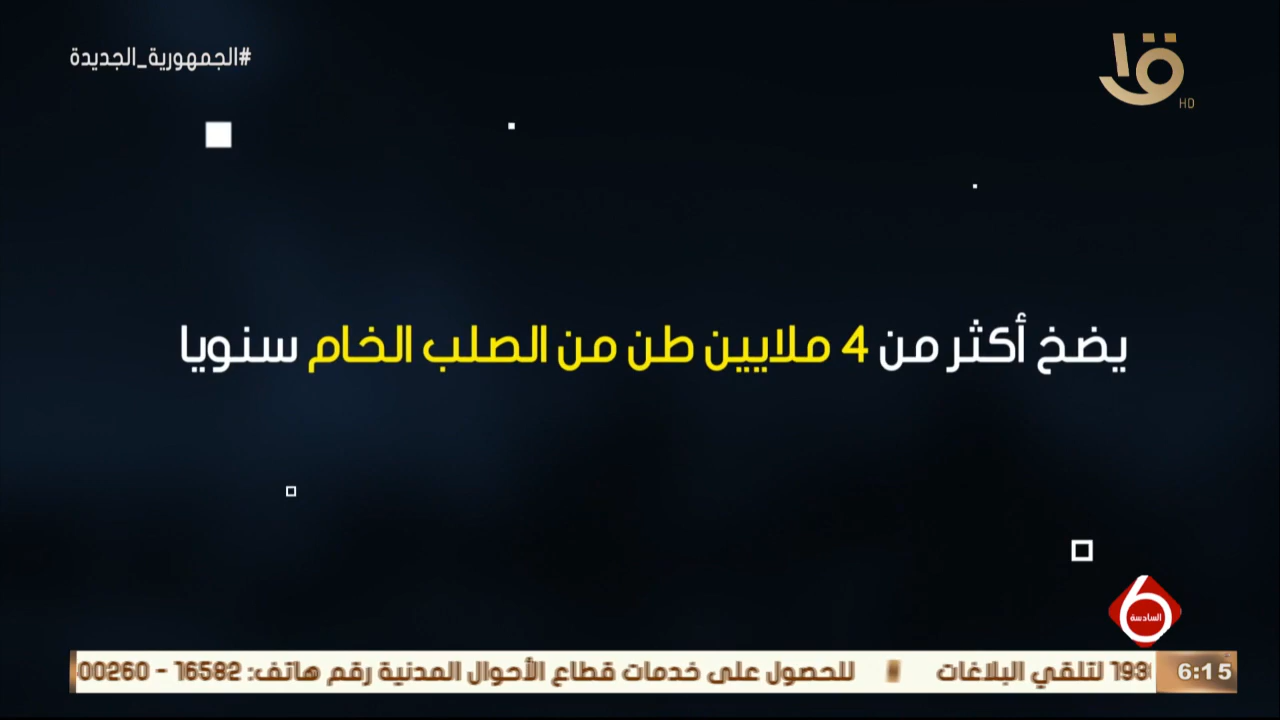 #الجمهورية_الجديدة
HD
يضخ أكثر من 4 ملايين طن من الصلب الخام سنويا
6
السادسة
6:15
لتلقي البلاغات للحصول على خدمات قطاع الأحوال المدنية رقم هاتف: 16582 - 00260